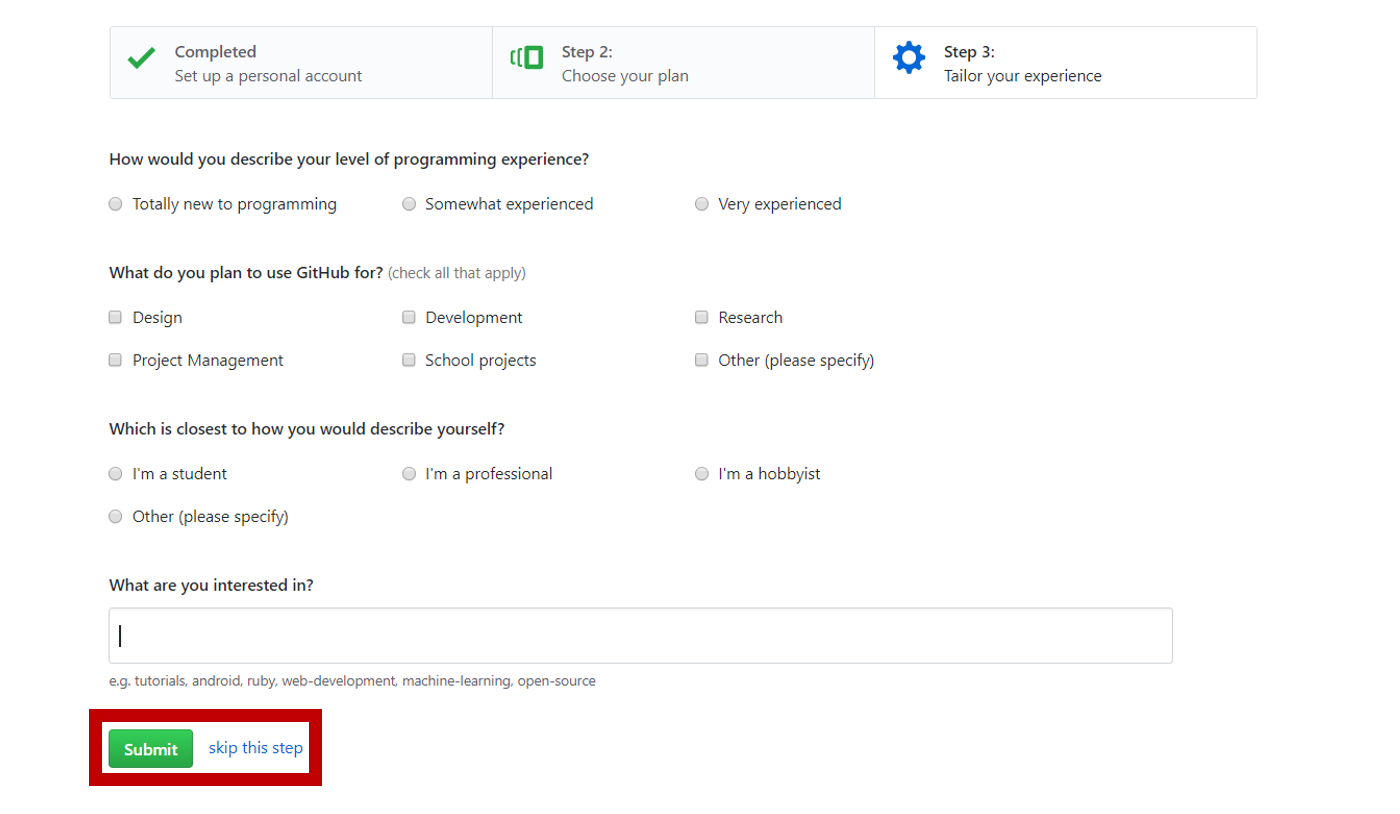 Completed
Set up a personal account
Step 2:
Choose your plan
Step 3:
Tailor your experience
How would you describe your level of programming experience?
Totally new to programming Somewhat experienced Very experienced
What do you plan to use GitHub for? (check all that apply)
Design Development Research
Project Management School projects Other (please specify)
Which is closest to how you would describe yourself?
I'm a student I'm a professional I'm a hobbyist
Other (please specify)
What are you interested in?
e.g. tutorials, android, ruby, web-development, machine-learning, open-source
Submit skip this step